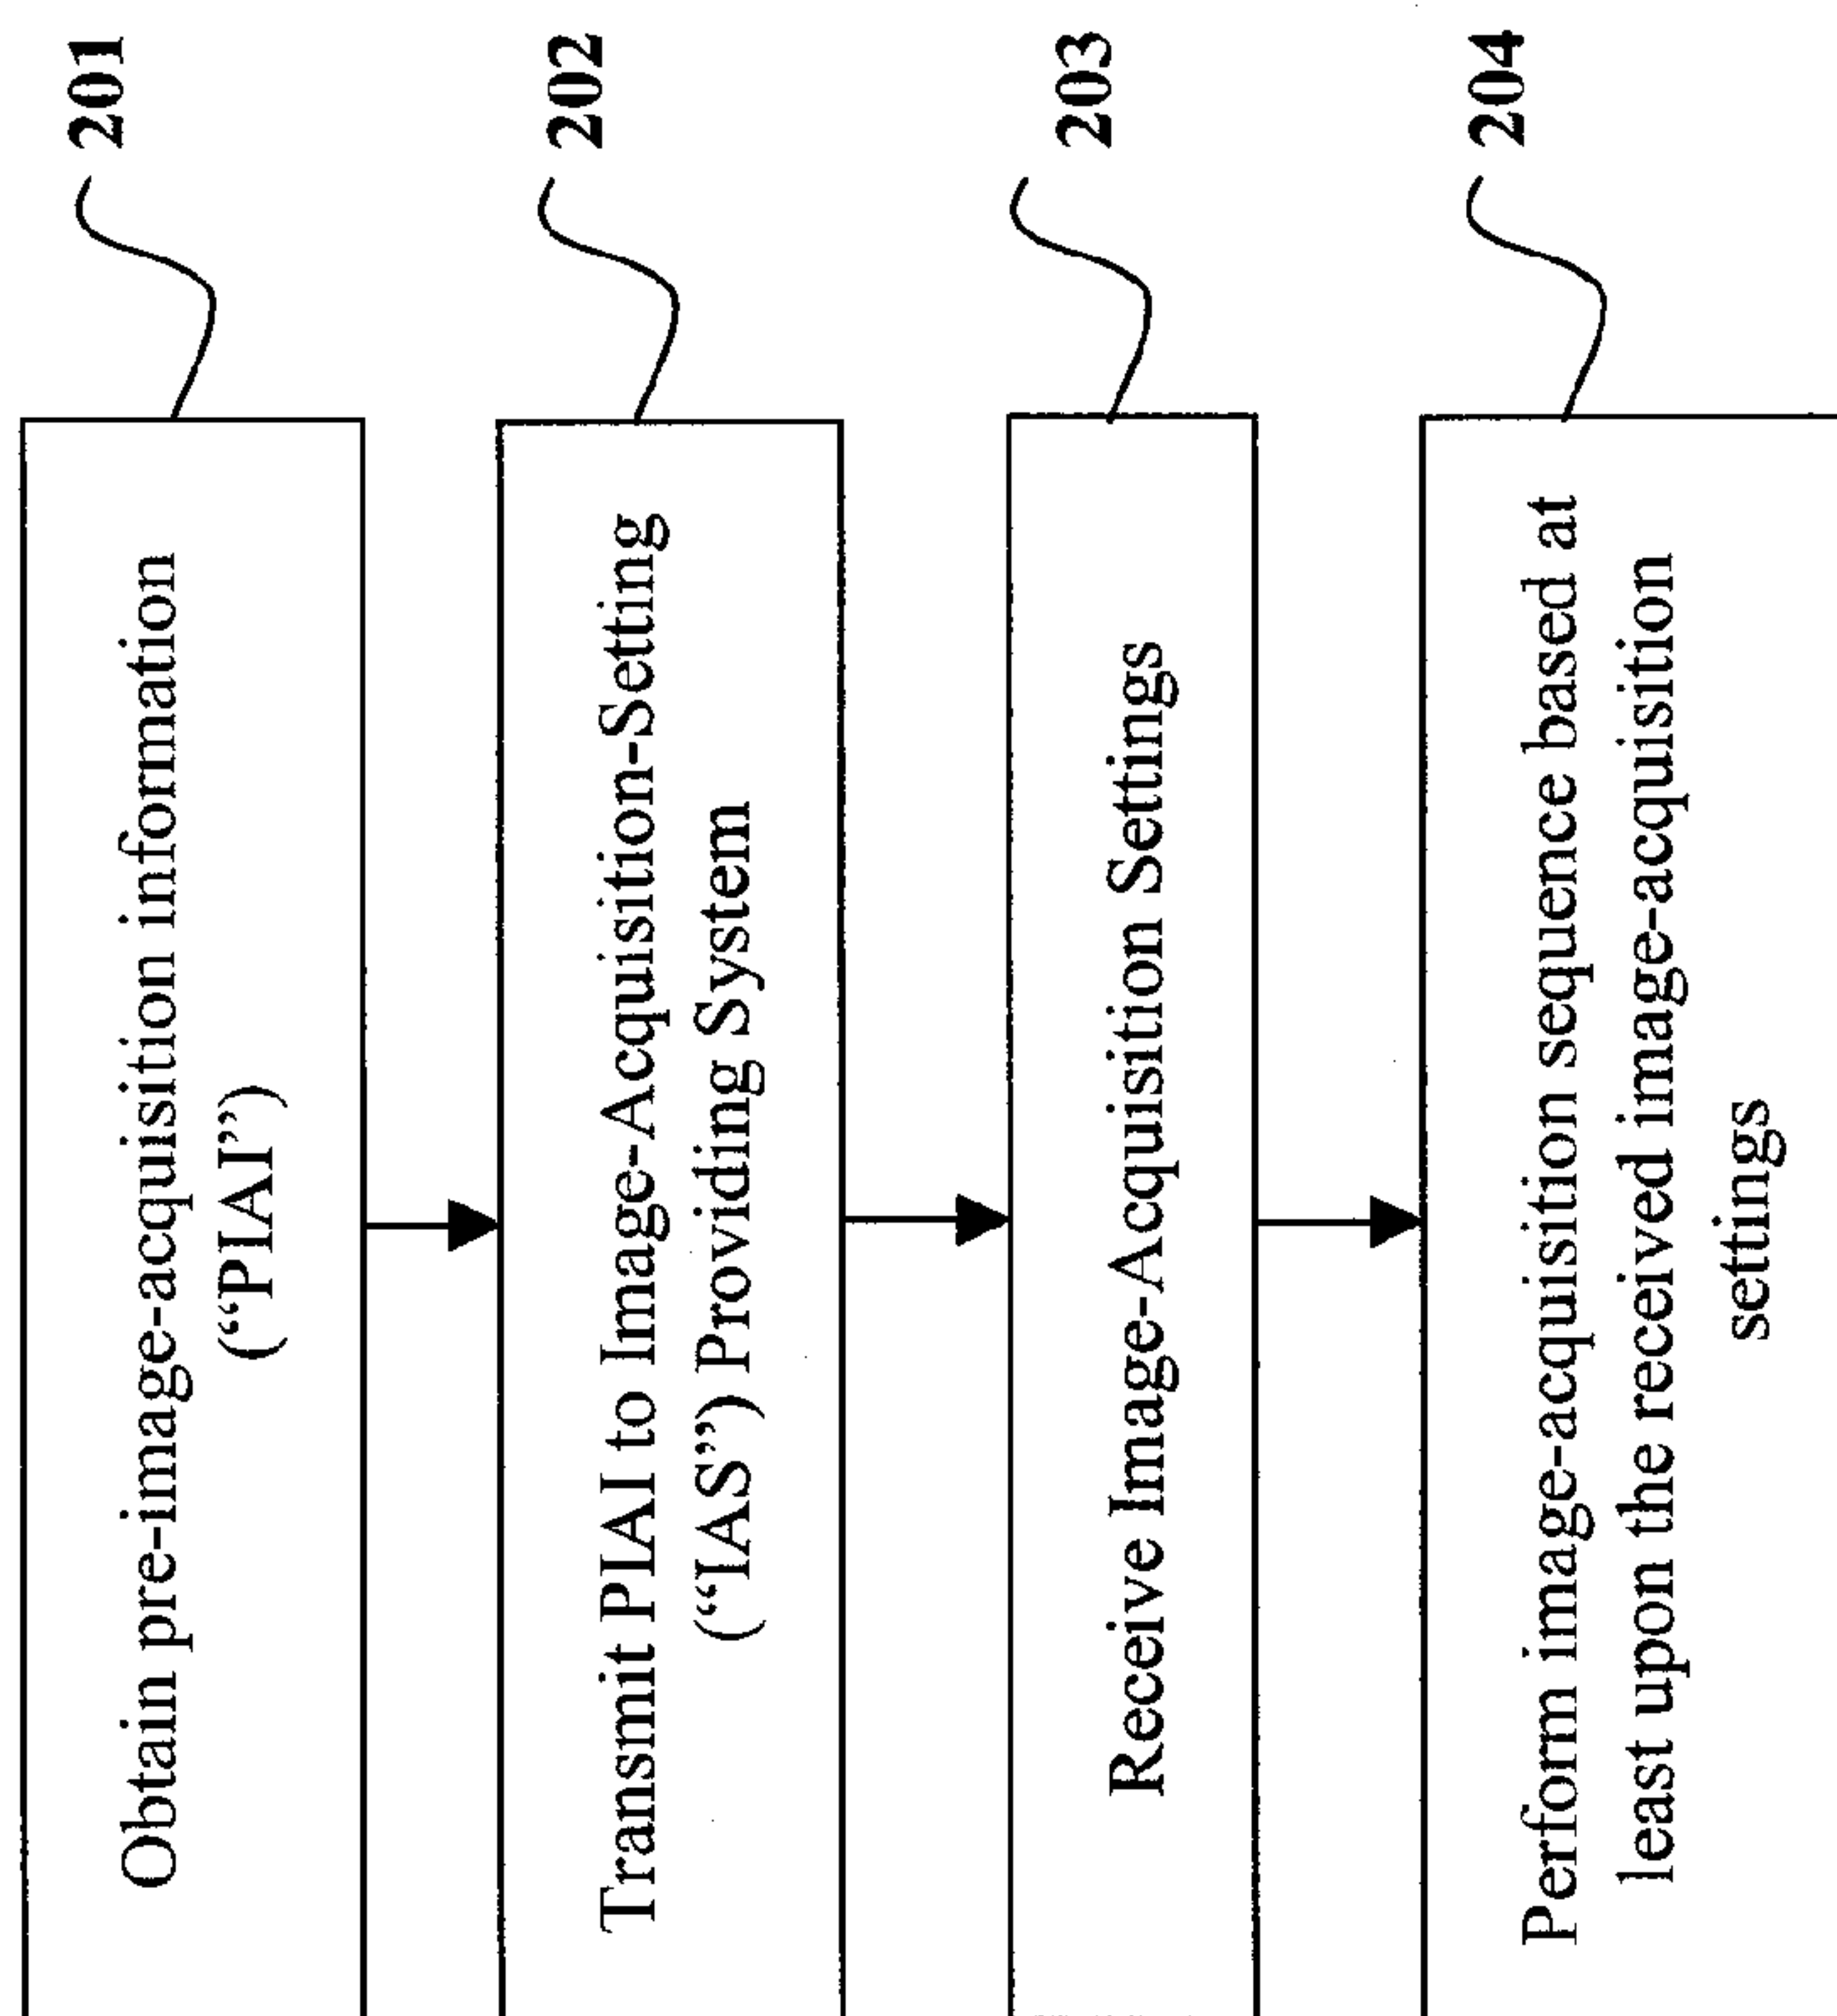 Obtain pre-image-acquisition information
(“PIAI”)
201
Transmit PIAI to Image-Acquisition-Setting
(“IAS”) Providing System
202
Receive Image-Acquisition Settings
203
Perform image-acquisition sequence based at
least upon the received image-acquisition
settings
204